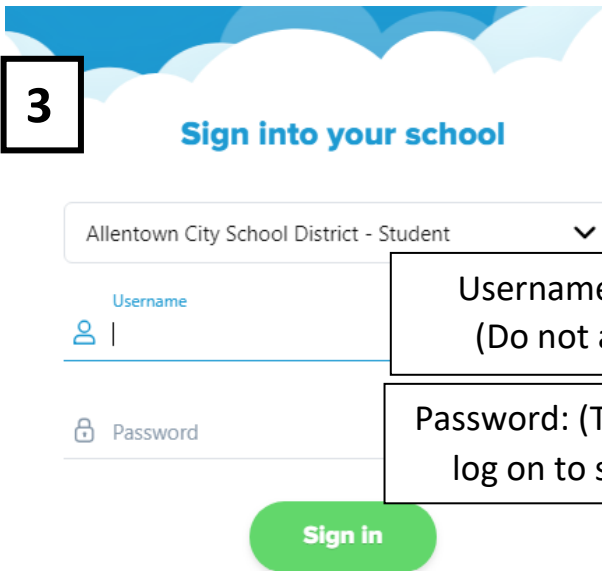 3
Sign into your school
Allentown City School District - Student
Username
(Do not
Username
Password: (
log on to
Password
Sign in